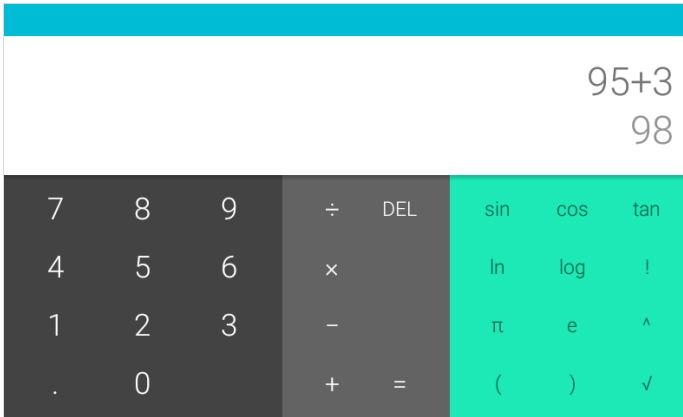 95+3
98
7 8 9 ÷ DEL sin cos tan
4 5 6 × ln log !
1 2 3 − π e ^
. 0 + = ( ) √